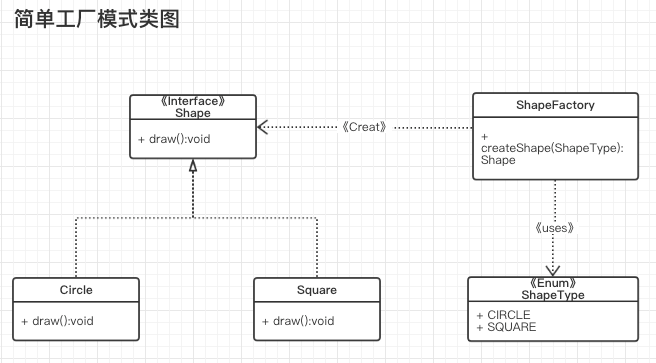 简单工厂模式类图
《Interface》
Shape
+ draw():void
《Creat》
ShapeFactory
+
createShape(ShapeType):
Shape
《uses》
Circle
+ draw():void
Square
+ draw():void
《Enum》
ShapeType
+ CIRCLE
+ SQUARE